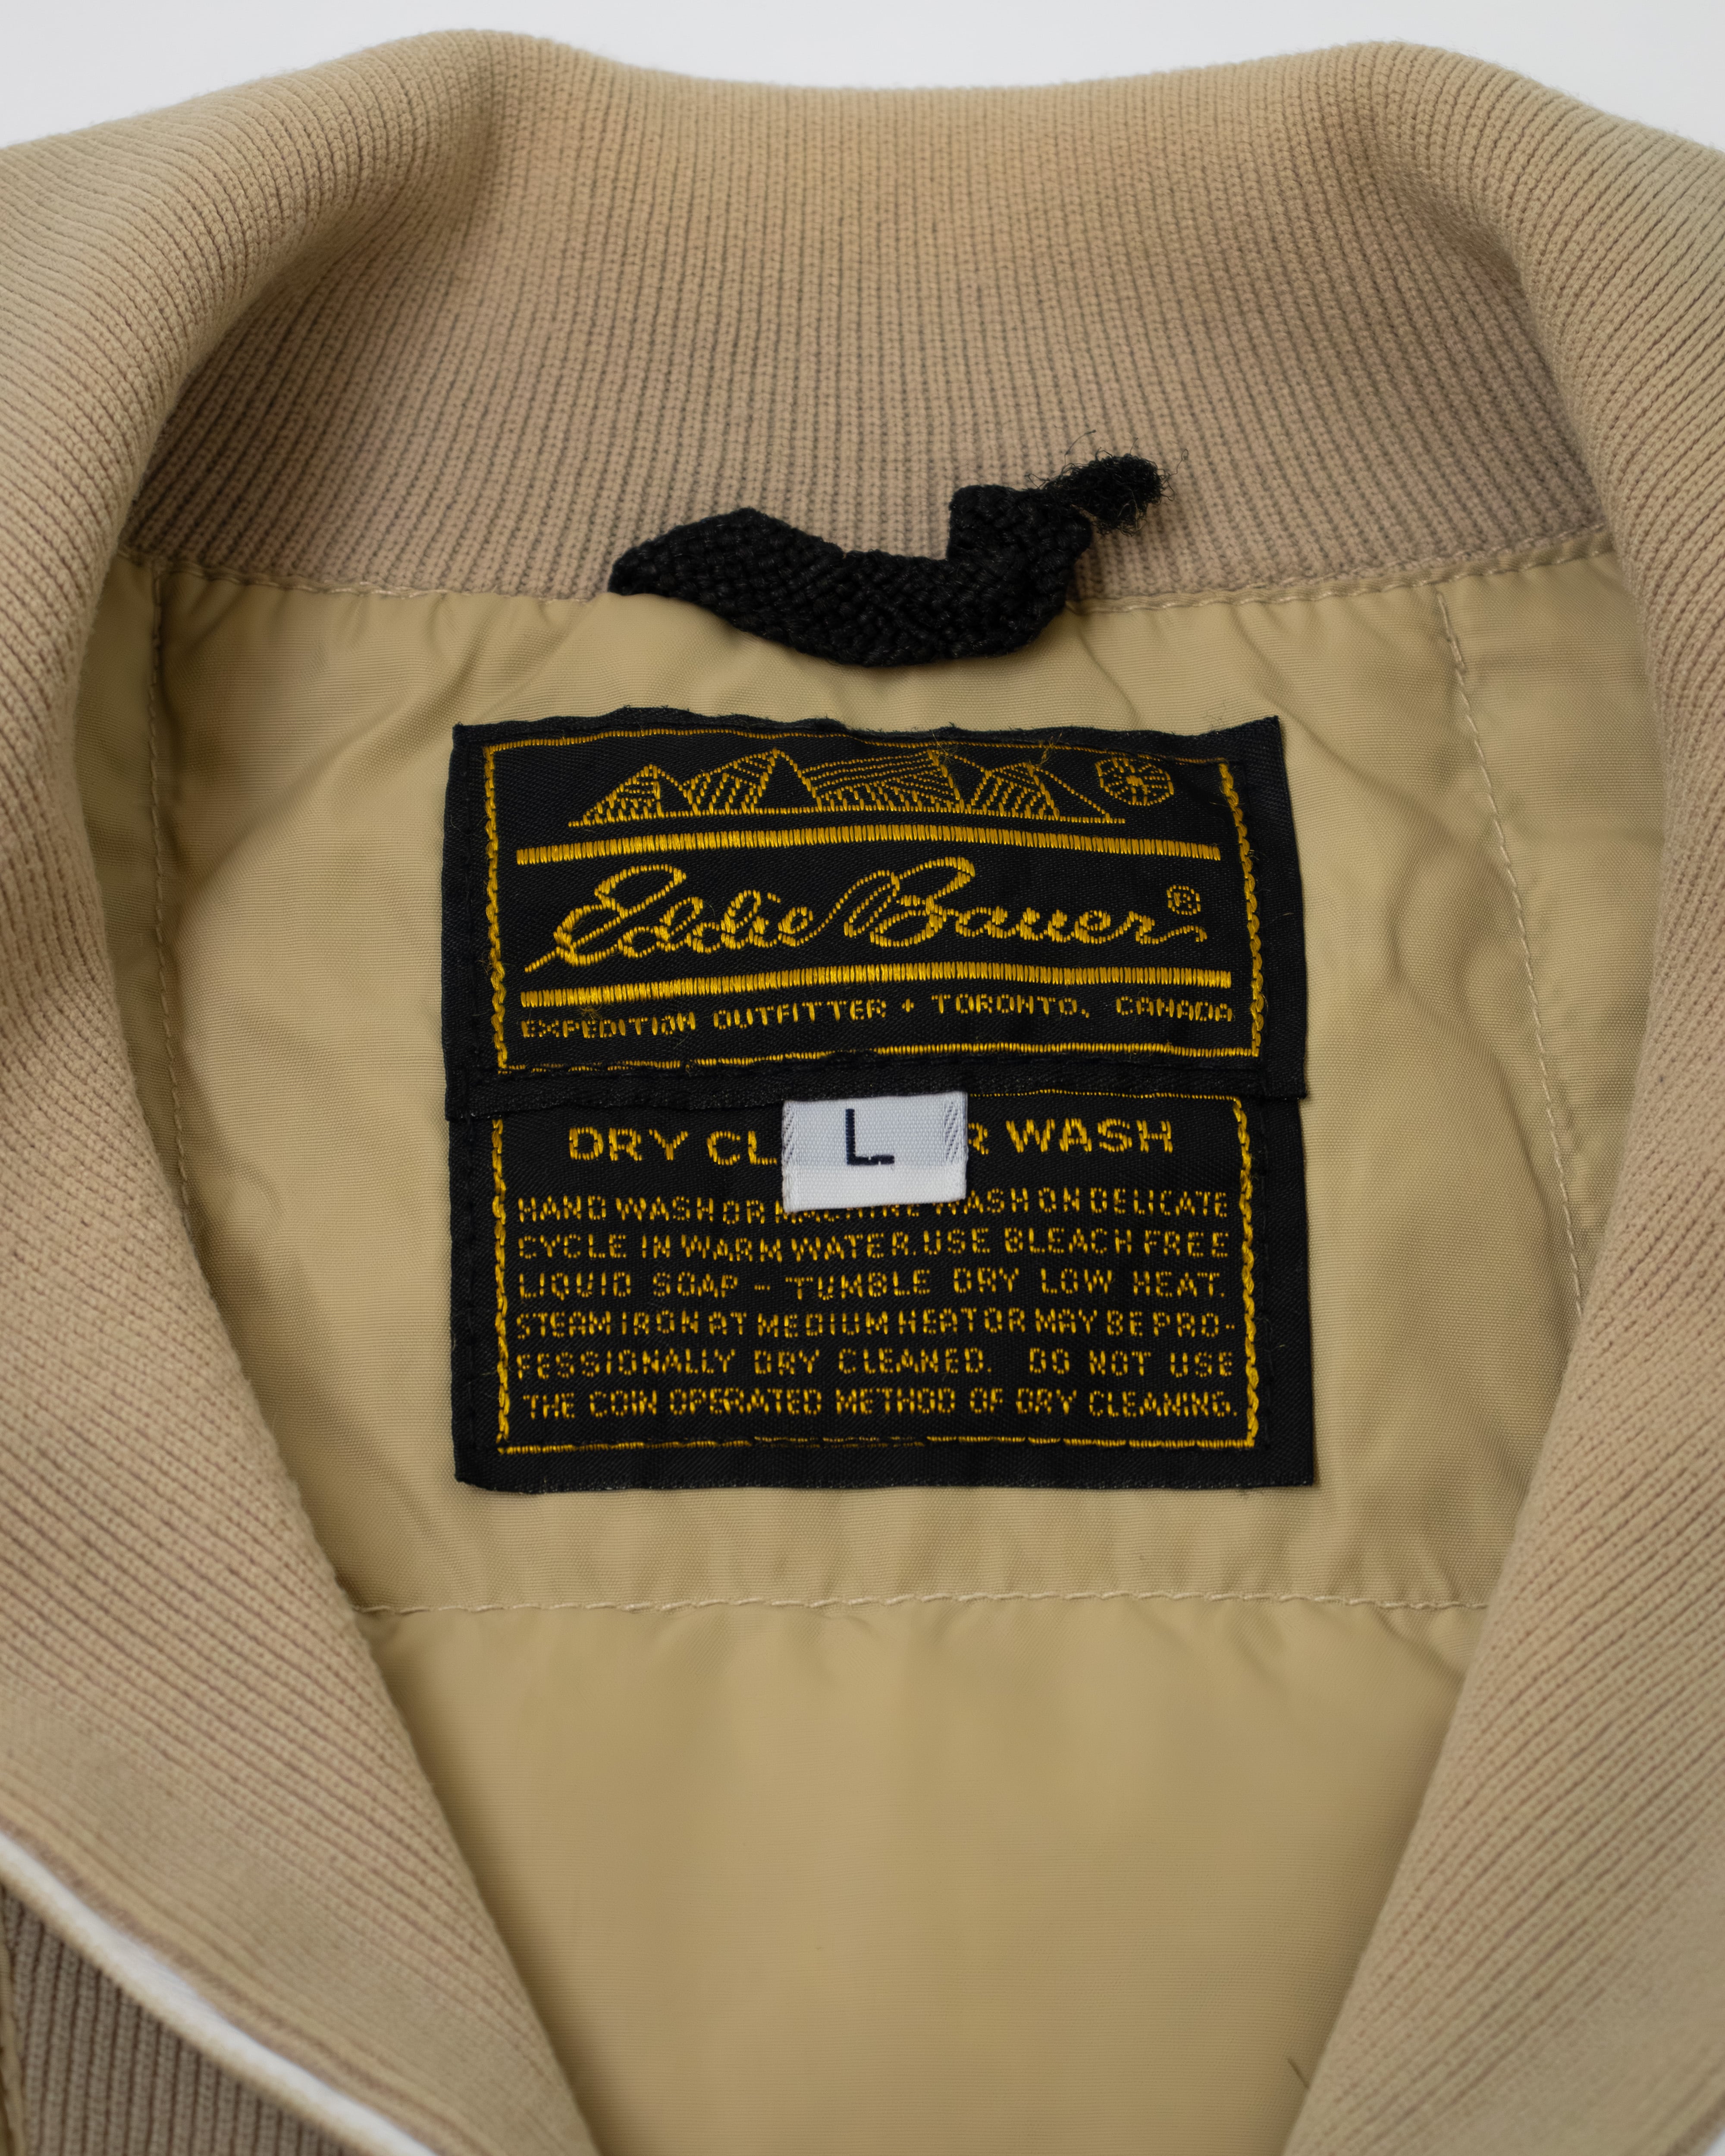 Eddie Bauer®
EXPEDITION OUTFITTER + TORONTO, CANADA
L
DRY CL R WASH
HAND WASH OR MACHINE WASH ON DELICATE
CYCLE IN WARM WATER. USE BLEACH FREE
LIQUID SOAP - TUMBLE DRY LOW HEAT.
STEAM IRON AT MEDIUM HEAT OR MAY BE PRO-
FESSIONALLY DRY CLEANED. DO NOT USE
THE COIN OPERATED METHOD OF DRY CLEANING.